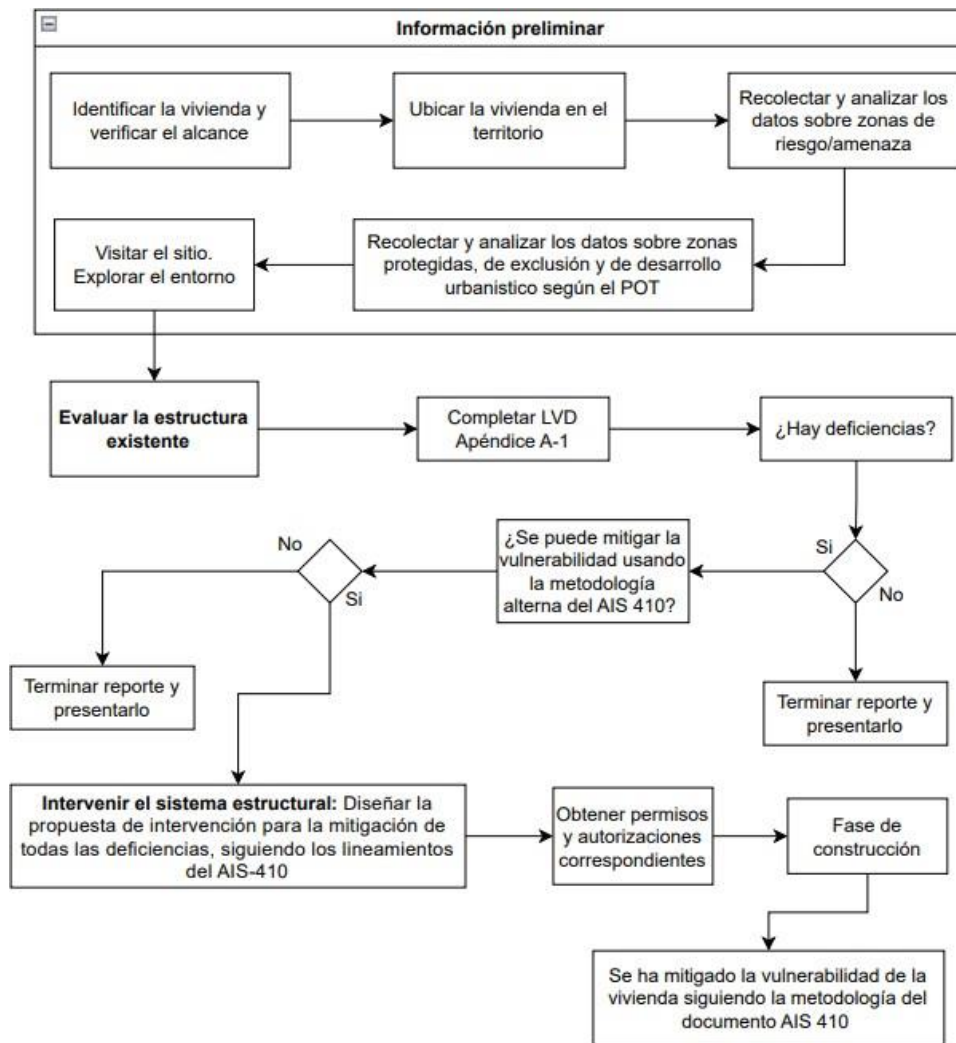 Información preliminar
Identificar la vivienda y
verificar el alcance
Ubicar la vivienda en el
territorio
Recolectar y analizar los
datos sobre zonas de
riesgo/amenaza
Recolectar y analizar los datos sobre zonas
protegidas, de exclusión y de desarrollo
urbanistico según el POT
Visitar el sitio.
Explorar el entorno
Evaluar la estructura
existente
Completar LVD
Apéndice A-1
¿Hay deficiencias?
Si
No
¿Se puede mitigar la
vulnerabilidad usando
la metodología
alterna del AIS 410?
No
Si
Terminar reporte y
presentarlo
Terminar reporte y
presentarlo
Intervenir el sistema estructural: Diseñar la
propuesta de intervención para la mitigación de
todas las deficiencias, siguiendo los lineamientos
del AIS-410
Obtener permisos
y autorizaciones
correspondientes
Fase de
construcción
Se ha mitigado la vulnerabilidad de la
vivienda siguiendo la metodología del
documento AIS 410